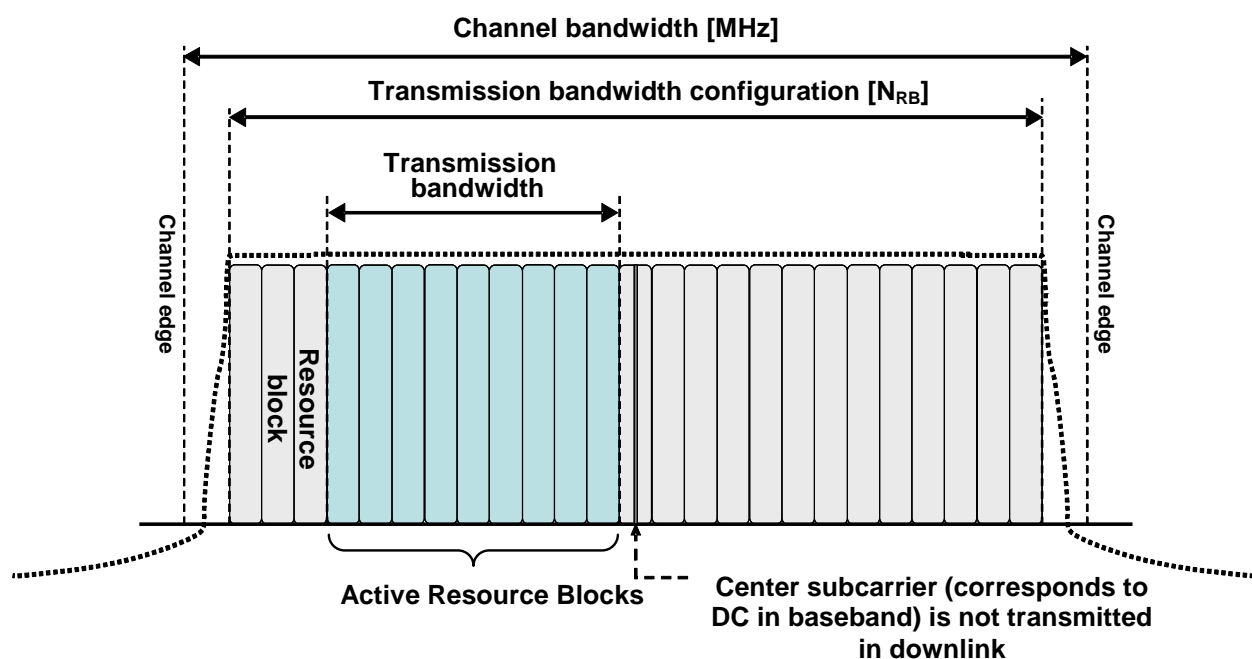 Channel bandwidth [MHz]
Transmission bandwidth configuration [N_RB]
Transmission
bandwidth
Channel edge
Channel edge
Resource
block
Active Resource Blocks
Center subcarrier (corresponds to
DC in baseband) is not transmitted
in downlink